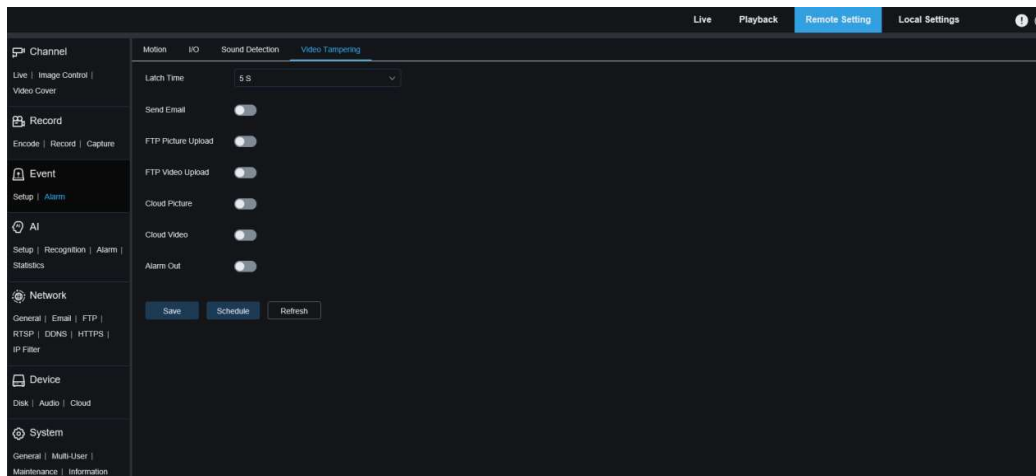 Live Playback Remote Setting Local Settings
Channel
Live | Image Control |
Video Cover
Record
Encode | Record | Capture
Event
Setup | Alarm
AI
Setup | Recognition | Alarm |
Statistics
Network
General | Email | FTP |
RTSP | DDNS | HTTPS |
IP Filter
Device
Disk | Audio | Cloud
System
General | Multi-User |
Maintenance | Information
Motion I/O Sound Detection Video Tampering
Latch Time 5 S
Send Email
FTP Picture Upload
FTP Video Upload
Cloud Picture
Cloud Video
Alarm Out
Save Schedule Refresh